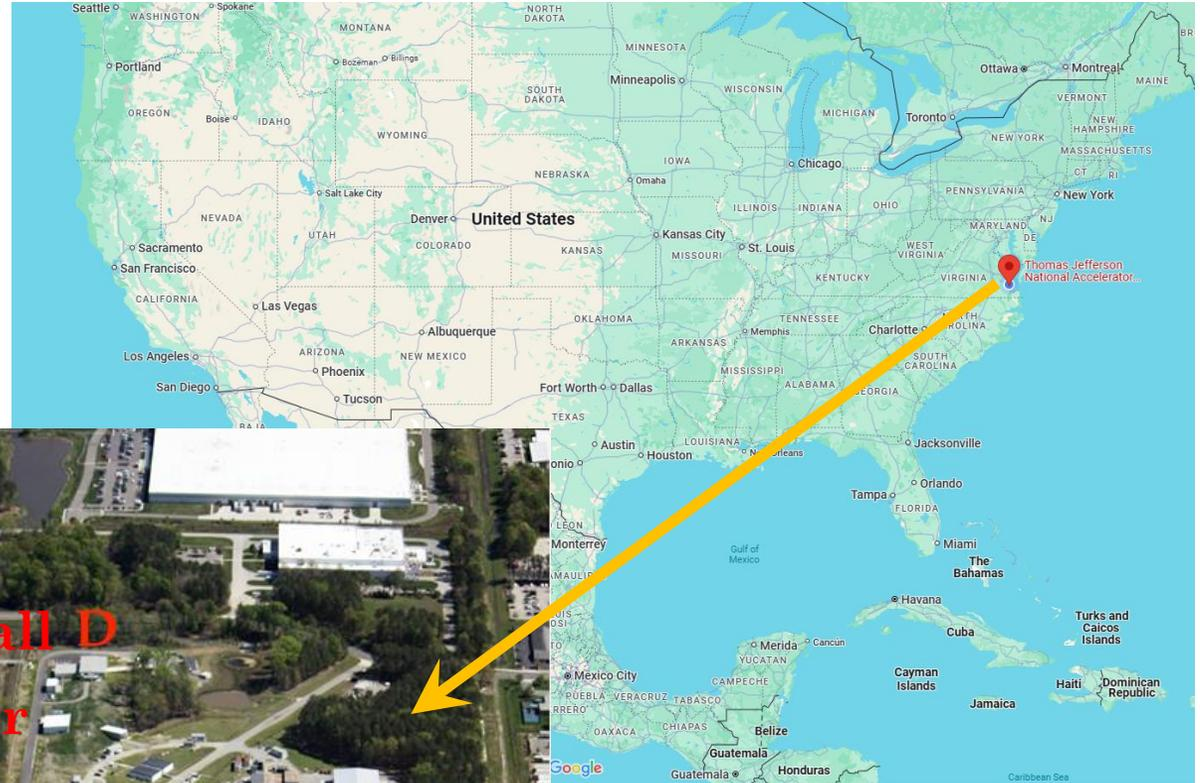 Seattle
Spokane
WASHINGTON
NORTH
DAKOTA
MONTANA
MINNESOTA
Portland
Bozeman
Billings
Ottawa
Montreal
MAINE
Minneapolis
WISCONSIN
SOUTH
DAKOTA
VERMONT
OREGON
Boise
IDAHO
MICHIGAN
Toronto
NEW
HAMPSHIRE
WYOMING
NEW YORK
MASSACHUSETTS
IOWA
Chicago
CT
RI
NEBRASKA
Omaha
PENNSYLVANIA
Salt Lake City
New York
ILLINOIS
INDIANA
OHIO
NEVADA
Denver
United States
NJ
UTAH
Kansas City
MARYLAND
Sacramento
COLORADO
KANSAS
St. Louis
WEST
VIRGINIA
DE
San Francisco
MISSOURI
Thomas Jefferson
National Accelerator...
KENTUCKY
VIRGINIA
CALIFORNIA
Las Vegas
OKLAHOMA
TENNESSEE
Albuquerque
Memphis
Charlotte
Los Angeles
ARIZONA
NEW MEXICO
ARKANSAS
SOUTH
CAROLINA
Phoenix
MISSISSIPPI
San Diego
Fort Worth
Dallas
ALABAMA
Tucson
TEXAS
BAJA
LOUISIANA
Austin
Houston
Jacksonville
Orlando
Tampa
FLORIDA
Monterrey
Gulf of
Mexico
Miami
The
Bahamas
Havana
all D
Turks and
Caicos
Islands
Cuba
Merida
Cancún
YUCATAN
Mexico City
CAMPECHE
Cayman
Islands
Haiti
Dominican
Republic
PUEBLA
VERACRUZ
TABASCO
Jamaica
r
OAXACA
CHIAPAS
Belize
Guatemala
Google
Guatemala
Honduras
Caribbean Sea